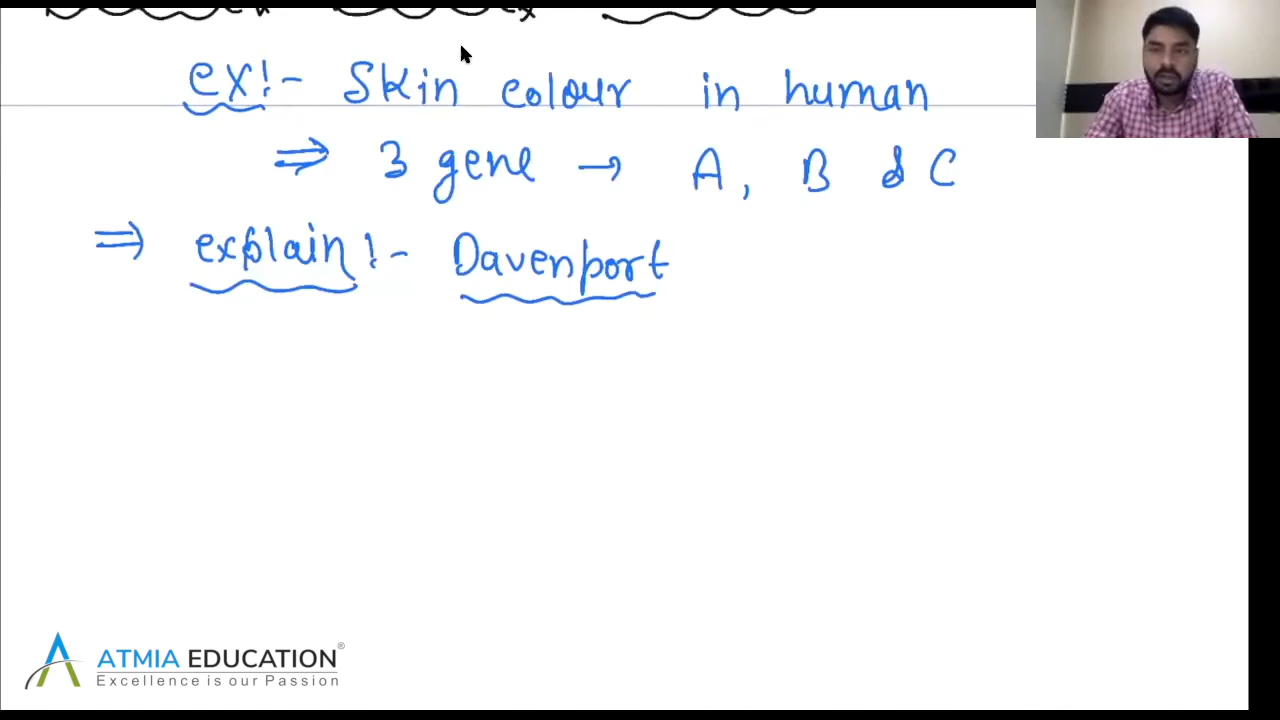 ex!- Skin colour in human
⇒ 3 gene → A, B & C
⇒ explain!- Davenport
ATMIA EDUCATION®
Excellence is our Passion